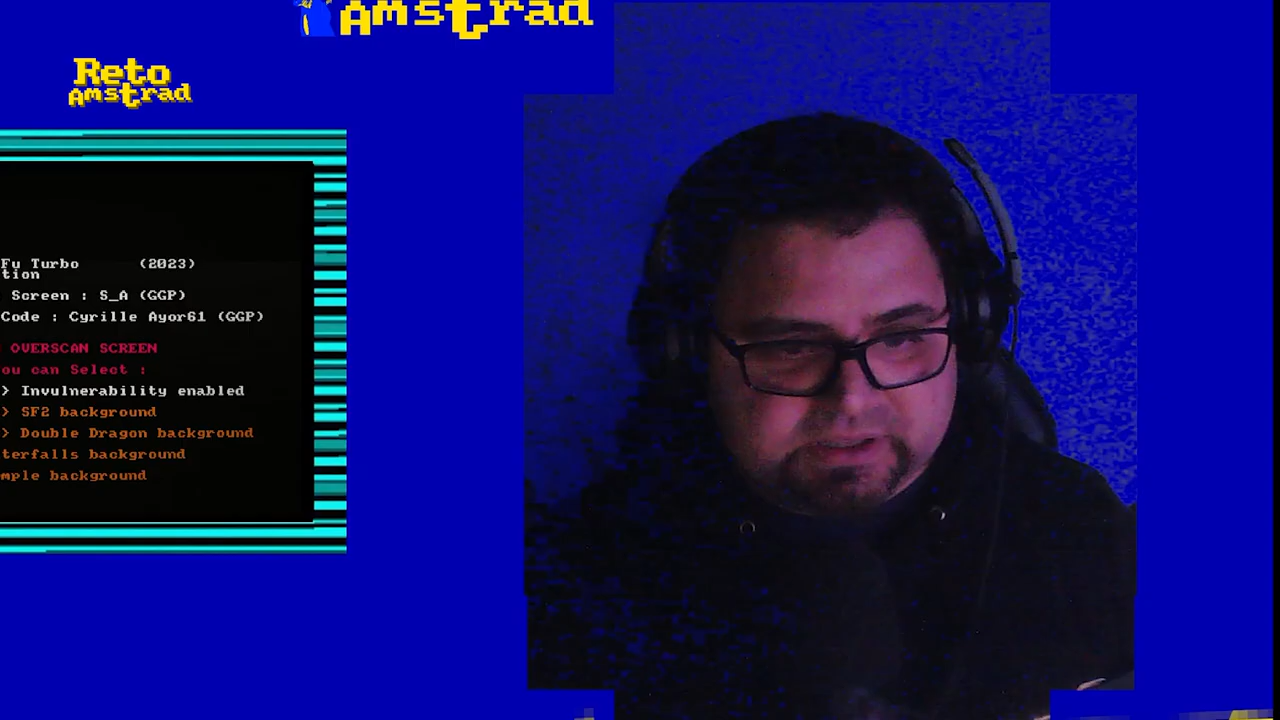 Amstrad
Reto
Amstrad
Fu Turbo (2023)
tion
Screen : S_A (GGP)
Code : Cyrille Ayor61 (GGP)
OVERSCAN SCREEN
ou can Select :
> Invulnerability enabled
> SF2 background
> Double Dragon background
terfalls background
mple background